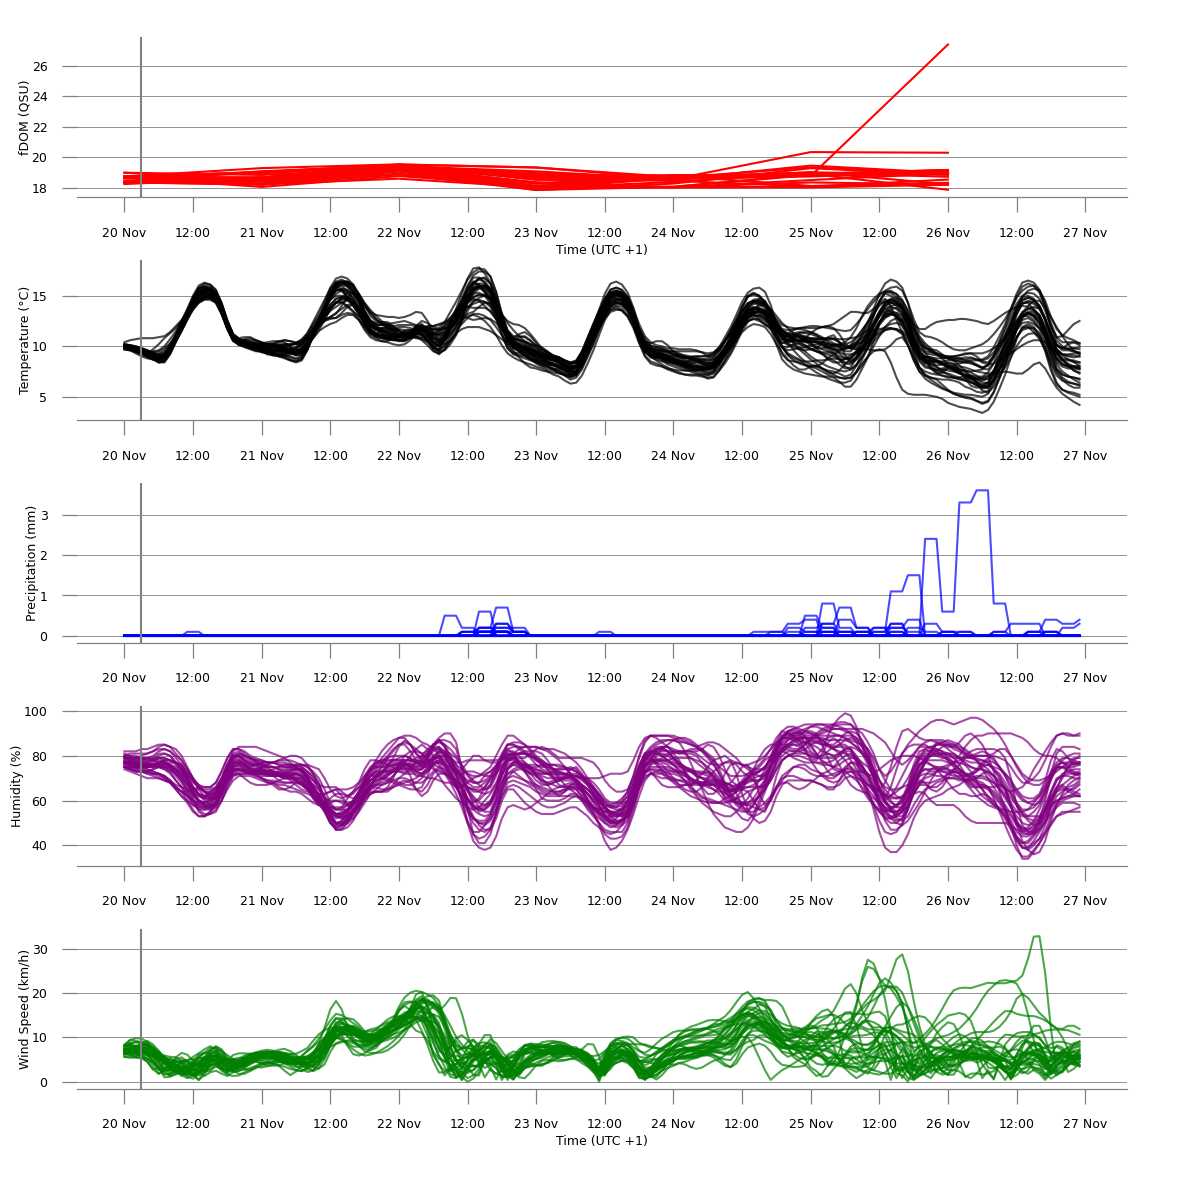 fDOM (QSU)
26
24
22
20
18
20 Nov 12:00 21 Nov 12:00 22 Nov 12:00 23 Nov 12:00 24 Nov 12:00 25 Nov 12:00 26 Nov 12:00 27 Nov
Time (UTC +1)
Temperature (°C)
15
10
5
20 Nov 12:00 21 Nov 12:00 22 Nov 12:00 23 Nov 12:00 24 Nov 12:00 25 Nov 12:00 26 Nov 12:00 27 Nov
Precipitation (mm)
3
2
1
0
20 Nov 12:00 21 Nov 12:00 22 Nov 12:00 23 Nov 12:00 24 Nov 12:00 25 Nov 12:00 26 Nov 12:00 27 Nov
Humidity (%)
100
80
60
40
20 Nov 12:00 21 Nov 12:00 22 Nov 12:00 23 Nov 12:00 24 Nov 12:00 25 Nov 12:00 26 Nov 12:00 27 Nov
Wind Speed (km/h)
30
20
10
0
20 Nov 12:00 21 Nov 12:00 22 Nov 12:00 23 Nov 12:00 24 Nov 12:00 25 Nov 12:00 26 Nov 12:00 27 Nov
Time (UTC +1)